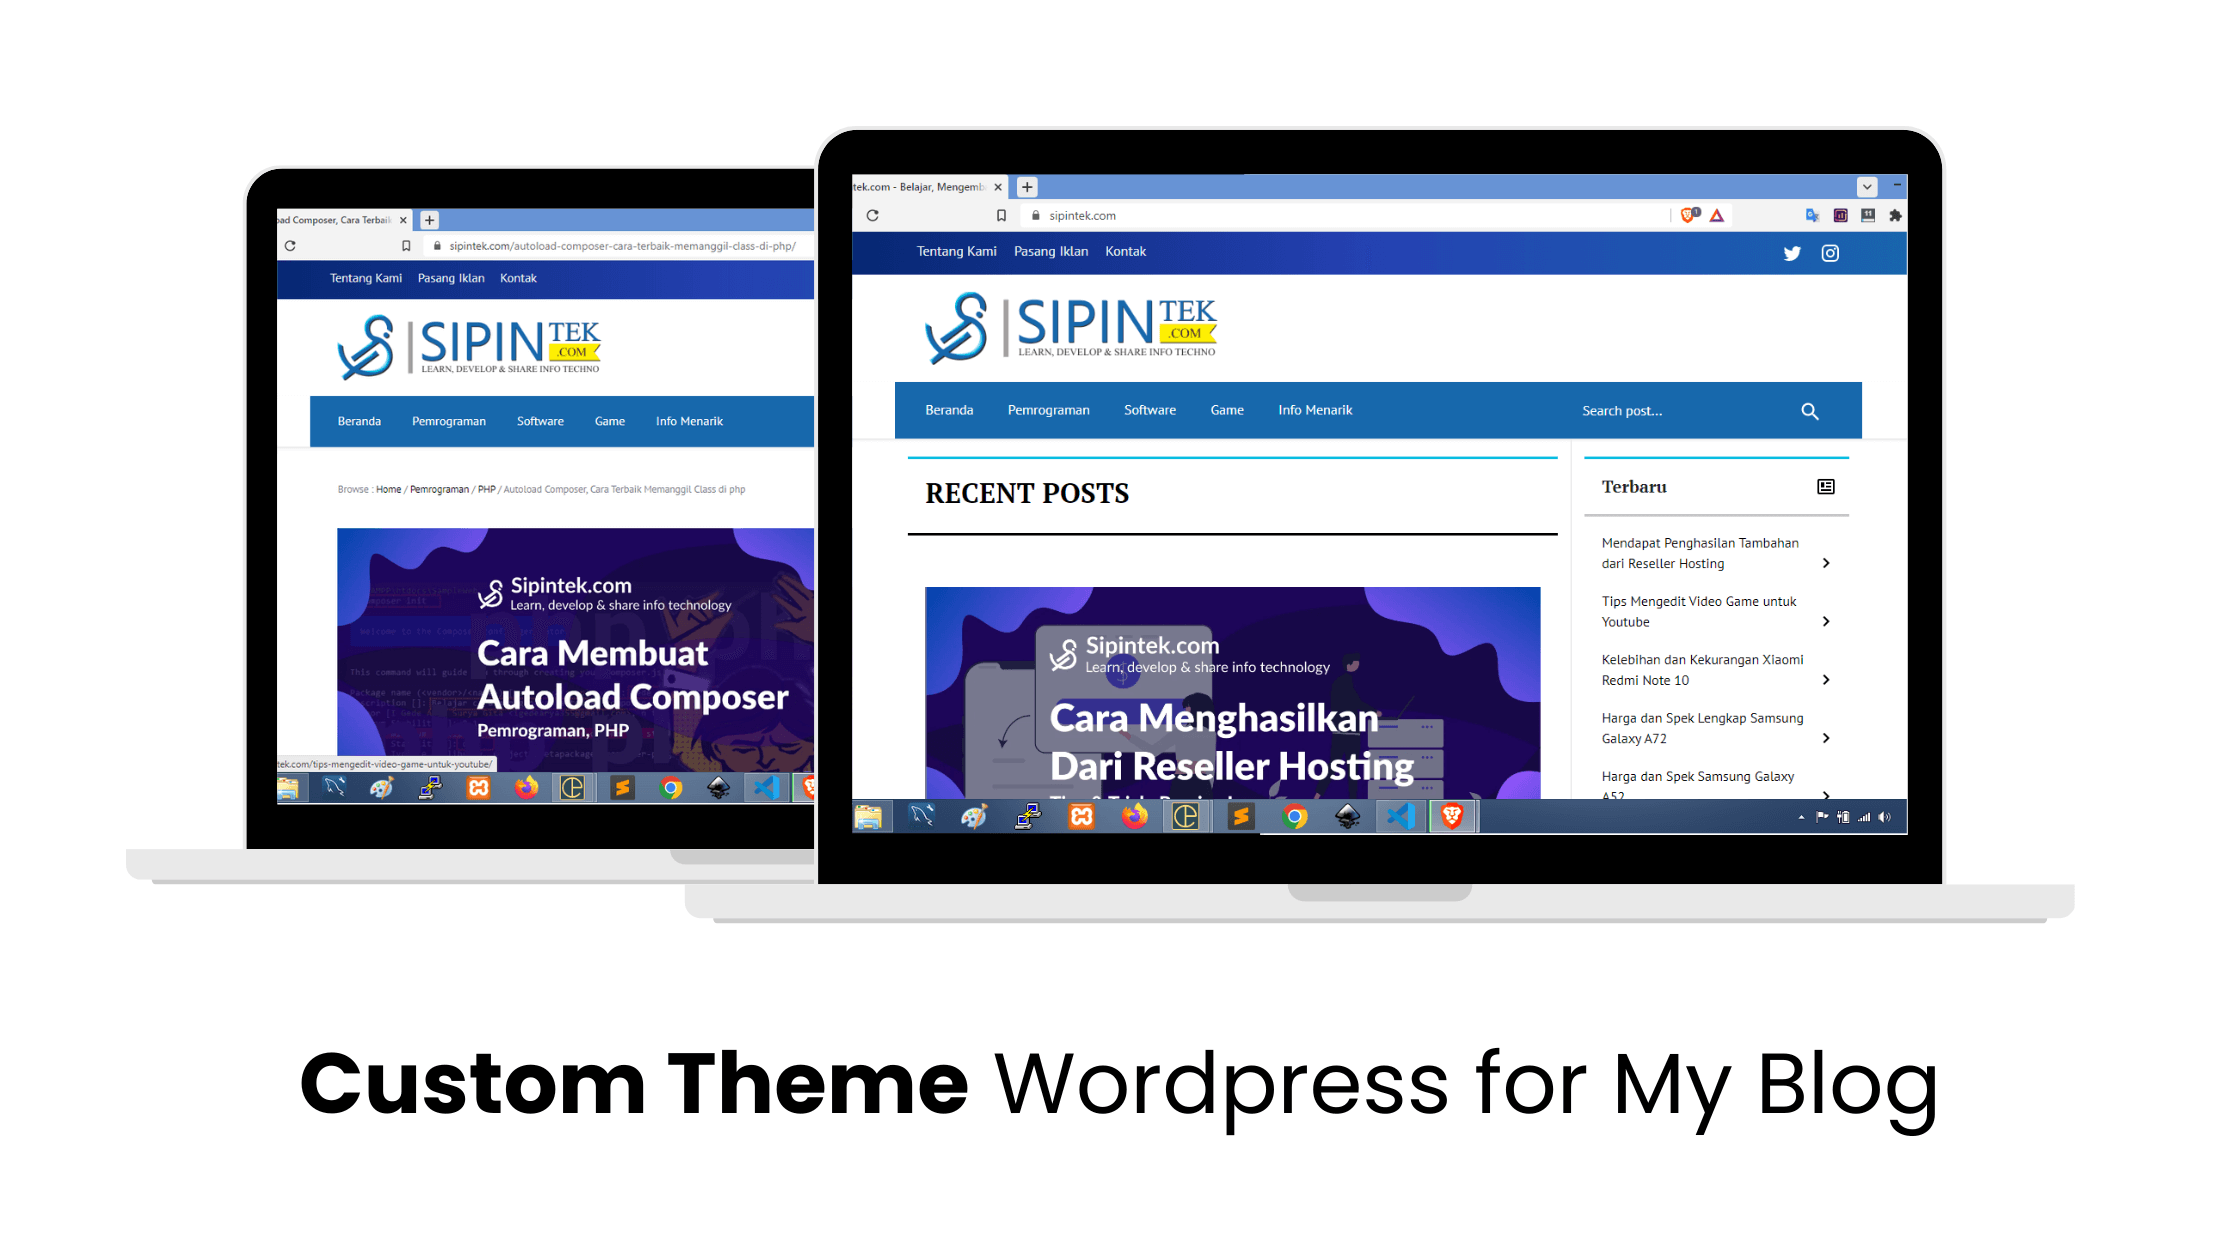 oad Composer, Cara Terbaik
sipintek.com/autoload-composer-cara-terbaik-memanggil-class-di-php/
Tentang Kami Pasang Iklan Kontak
SIPINTEK
.COM
LEARN, DEVELOP & SHARE INFO TECHNO
Beranda Pemrograman Software Game Info Menarik
Browse : Home / Pemrograman / PHP / Autoload Composer, Cara Terbaik Memanggil Class di php
Sipintek.com
Learn, develop & share info technology
Cara Membuat
Autoload Composer
Pemrograman, PHP
This command will guide
tek.com/tips-mengedit-video-game-untuk-youtube/
tek.com - Belajar, Mengemb
sipintek.com
Tentang Kami Pasang Iklan Kontak
SIPINTEK
.COM
LEARN, DEVELOP & SHARE INFO TECHNO
Beranda Pemrograman Software Game Info Menarik Search post...
RECENT POSTS
Sipintek.com
Learn, develop & share info technology
Cara Menghasilkan
Dari Reseller Hosting
Terbaru
Mendapat Penghasilan Tambahan
dari Reseller Hosting
Tips Mengedit Video Game untuk
Youtube
Kelebihan dan Kekurangan Xiaomi
Redmi Note 10
Harga dan Spek Lengkap Samsung
Galaxy A72
Harga dan Spek Samsung Galaxy
A52
Custom Theme Wordpress for My Blog